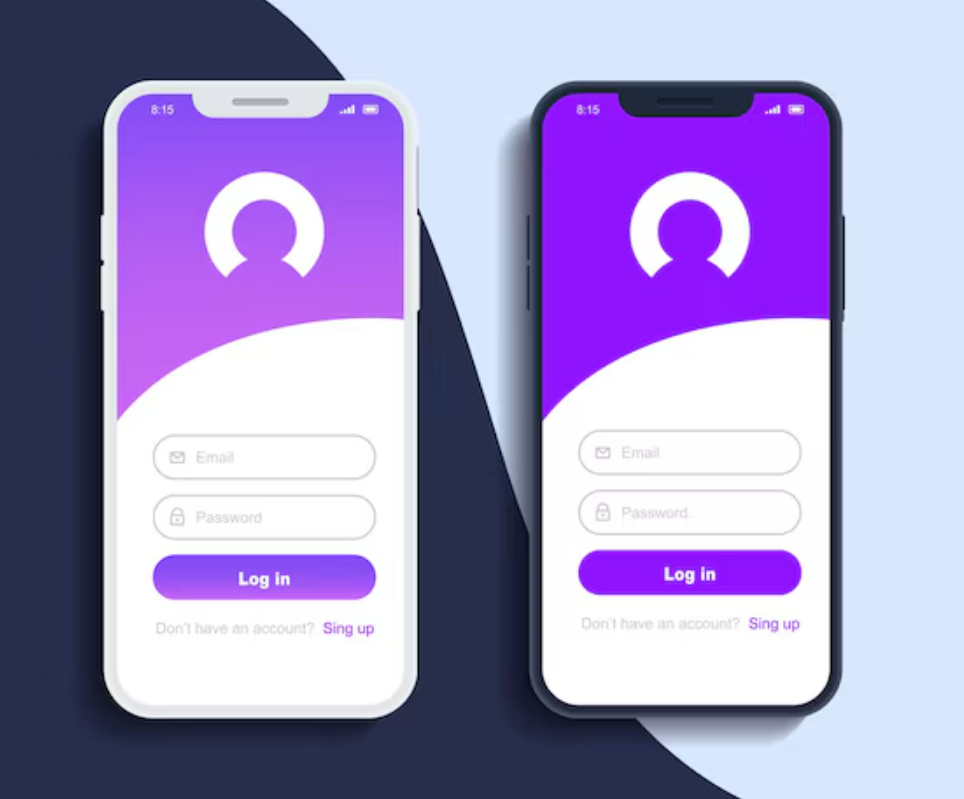 8:15
Email
Password
Log in
Don't have an account? Sing up
8:15
Email
Password.
Log in
Don't have an account? Sing up